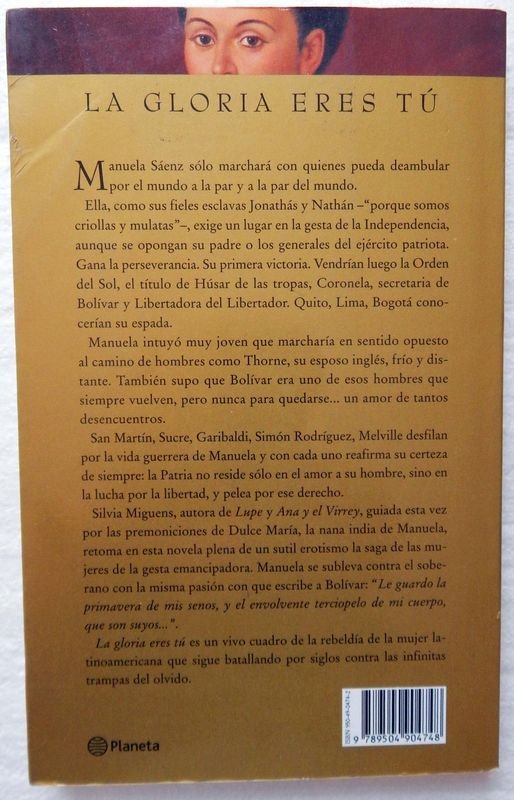 LA GLORIA ERES TÚ
Manuela Sáenz sólo marchará con quienes pueda deambular
por el mundo a la par y a la par del mundo.
Ella, como sus fieles esclavas Jonathás y Nathán –“porque somos
criollas y mulatas”–, exige un lugar en la gesta de la Independencia,
aunque se opongan su padre o los generales del ejército patriota.
Gana la perseverancia. Su primera victoria. Vendrían luego la Orden
del Sol, el título de Húsar de las tropas, Coronela, secretaria de
Bolívar y Libertadora del Libertador. Quito, Lima, Bogotá cono-
cerían su espada.
Manuela intuyó muy joven que marcharía en sentido opuesto
al camino de hombres como Thorne, su esposo inglés, frío y dis-
tante. También supo que Bolívar era uno de esos hombres que
siempre vuelven, pero nunca para quedarse... un amor de tantos
desencuentros.
San Martín, Sucre, Garibaldi, Simón Rodríguez, Melville desfilan
por la vida guerrera de Manuela y con cada uno reafirma su certeza
de siempre: la Patria no reside sólo en el amor a su hombre, sino en
la lucha por la libertad, y pelea por ese derecho.
Silvia Miguens, autora de Lupe y Ana y el Virrey, guiada esta vez
por las premoniciones de Dulce María, la nana india de Manuela,
retoma en esta novela plena de un sutil erotismo la saga de las mu-
jeres de la gesta emancipadora. Manuela se subleva contra el sobe-
rano con la misma pasión con que escribe a Bolívar: “Le guardo la
primavera de mis senos, y el envolvente terciopelo de mi cuerpo,
que son suyos...”.
La gloria eres tú es un vivo cuadro de la rebeldía de la mujer la-
tinoamericana que sigue batallando por siglos contra las infinitas
trampas del olvido.
Planeta
ISBN 950-49-0474-2
9 789504 904748